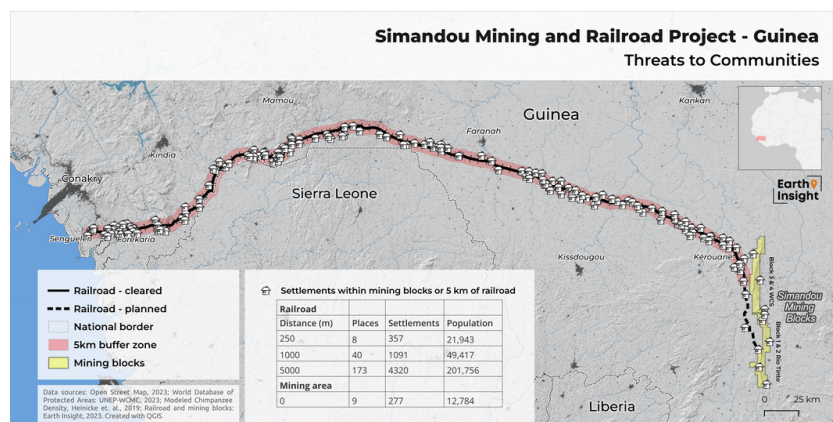 Simandou Mining and Railroad Project - Guinea
Threats to Communities
Mamou
Guinea
Kankan
Faranah
Kindia
Conakry
Sierra Leone
Earth
Insight
Senguelen
Forekaria
Kissdougou
Kérouané
Block 3 & 4 WCS
Simandou
Mining
Blocks
Block 1 & 2 Rio Tinto
Railroad - cleared
Railroad - planned
National border
5km buffer zone
Mining blocks
Settlements within mining blocks or 5 km of railroad
Railroad
Distance (m) Places Settlements Population
250 8 357 21,943
1000 40 1091 49,417
5000 173 4320 201,756
Mining area
0 9 277 12,784
Data sources: Open Street Map, 2023; World Database of
Protected Areas: UNEP-WCMC, 2023; Modeled Chimpanzee
Density, Heinicke et. al., 2019; Railroad and mining blocks:
Earth Insight, 2023. Created with QGIS
Liberia
0 25 km